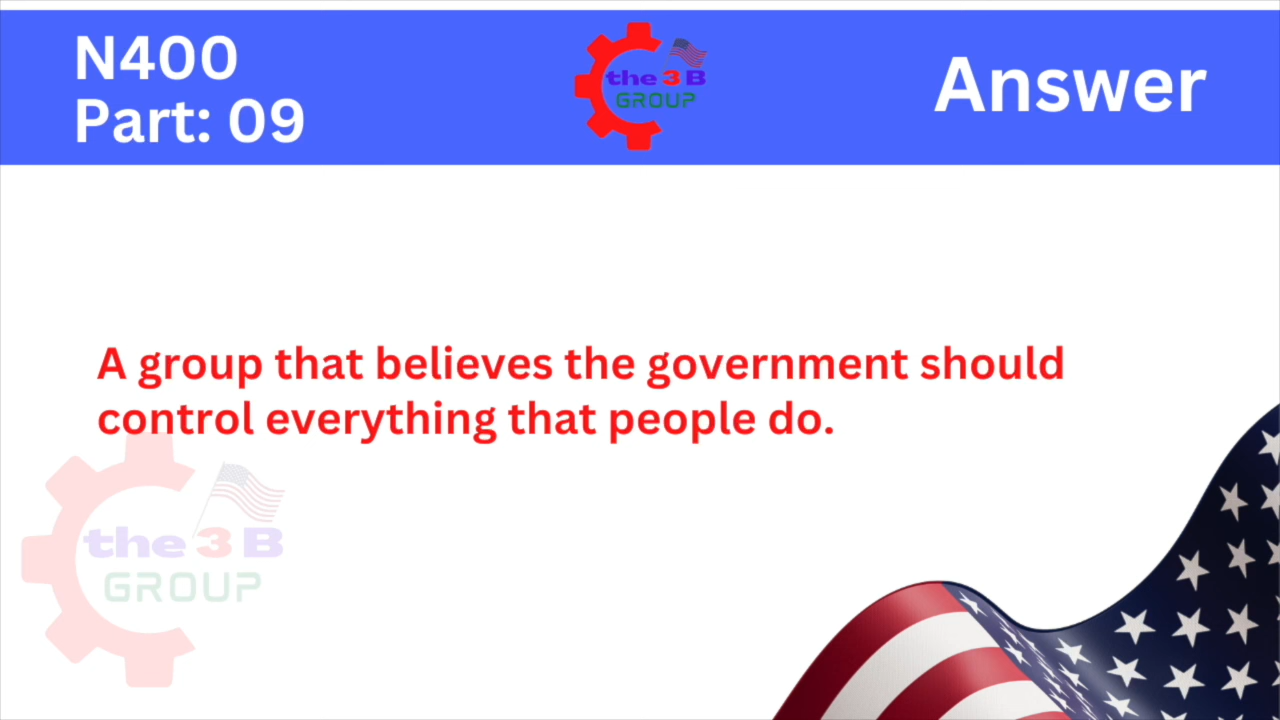 N400
Part: 09
the 3 B
GROUP
Answer
A group that believes the government should
control everything that people do.
the 3 B
GROUP